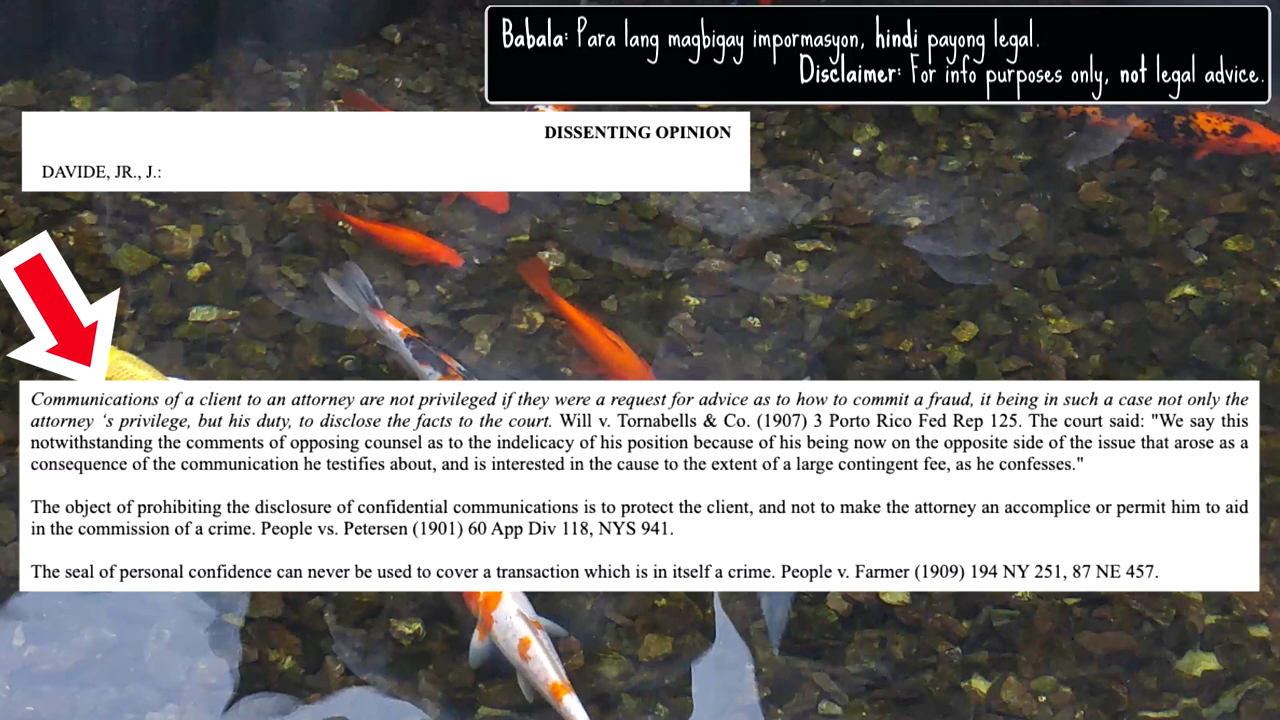 Babala: Para lang magbigay impormasyon, hindi payong legal.
Disclaimer: For info purposes only, not legal advice.
DISSENTING OPINION
DAVIDE, JR., J.:
Communications of a client to an attorney are not privileged if they were a request for advice as to how to commit a fraud, it being in such a case not only the
attorney ‘s privilege, but his duty, to disclose the facts to the court. Will v. Tornabells & Co. (1907) 3 Porto Rico Fed Rep 125. The court said: "We say this
notwithstanding the comments of opposing counsel as to the indelicacy of his position because of his being now on the opposite side of the issue that arose as a
consequence of the communication he testifies about, and is interested in the cause to the extent of a large contingent fee, as he confesses."
The object of prohibiting the disclosure of confidential communications is to protect the client, and not to make the attorney an accomplice or permit him to aid
in the commission of a crime. People vs. Petersen (1901) 60 App Div 118, NYS 941.
The seal of personal confidence can never be used to cover a transaction which is in itself a crime. People v. Farmer (1909) 194 NY 251, 87 NE 457.